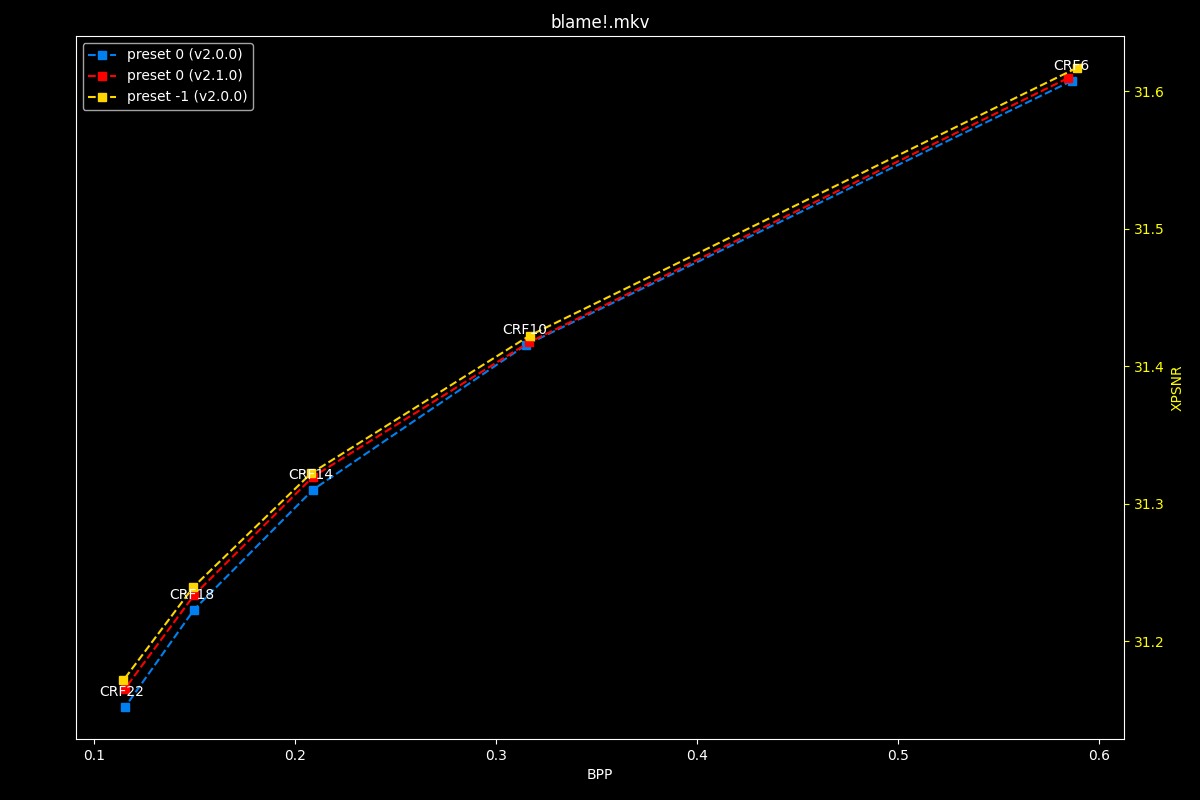 blame!.mkv
preset 0 (v2.0.0)
preset 0 (v2.1.0)
preset -1 (v2.0.0)
CRF6
CRF10
CRF14
CRF18
CRF22
31.6
31.5
31.4
31.3
31.2
XPSNR
0.1 0.2 0.3 0.4 0.5 0.6
BPP